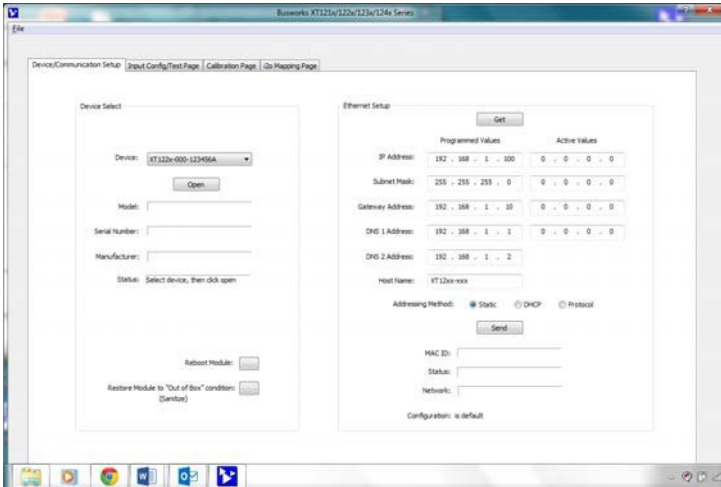 Busworks XT121x/122x/123x/124x Series
File
Device/Communication Setup Input Config/Test Page Calibration Page i2o Mapping Page
Device Select
Device: XT122x-000-123456A
Open
Model:
Serial Number:
Manufacturer:
Status: Select device, then click open
Reboot Module:
Restore Module to "Out of Box" condition:
(Sanitize)
Ethernet Setup
Get
Programmed Values Active Values
IP Address: 192 . 168 . 1 . 100 0 . 0 . 0 . 0
Subnet Mask: 255 . 255 . 255 . 0 0 . 0 . 0 . 0
Gateway Address: 192 . 168 . 1 . 10 0 . 0 . 0 . 0
DNS 1 Address: 192 . 168 . 1 . 1 0 . 0 . 0 . 0
DNS 2 Address: 192 . 168 . 1 . 2
Host Name: XT12xx-xxx
Addressing Method: Static DHCP Protocol
Send
MAC ID:
Status:
Network:
Configuration: is default